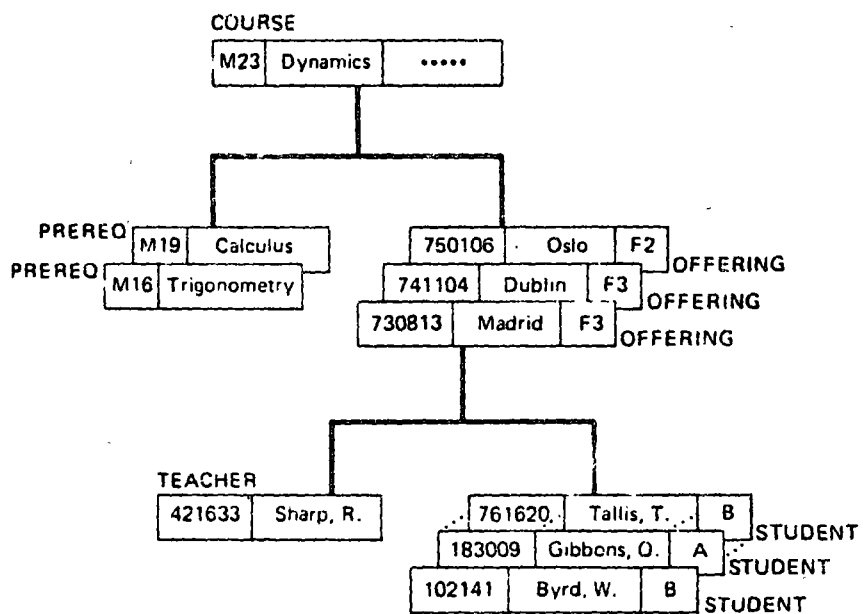 COURSE
M23 Dynamics •••••
PREREQ M19 Calculus
750106 Oslo F2 OFFERING
PREREQ M16 Trigonometry
741104 Dublin F3 OFFERING
730813 Madrid F3 OFFERING
TEACHER
421633 Sharp, R.
761620 Tallis, T. B STUDENT
183009 Gibbons, O. A STUDENT
102141 Byrd, W. B STUDENT